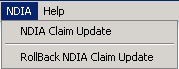 NDIA Help
NDIA Claim Update
RollBack NDIA Claim Update